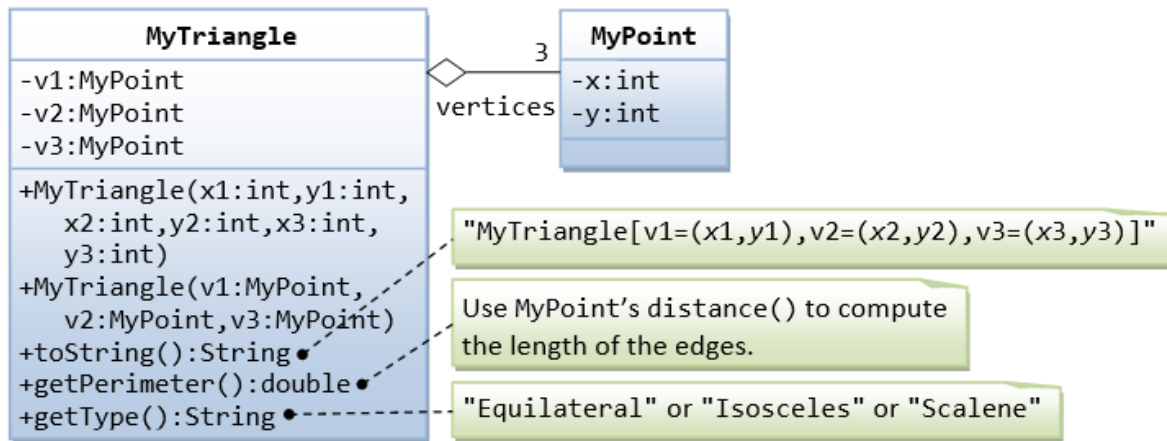 MyTriangle
-v1:MyPoint
-v2:MyPoint
-v3:MyPoint
+MyTriangle(x1:int,y1:int,
x2:int,y2:int,x3:int,
y3:int)
+MyTriangle(v1:MyPoint,
v2:MyPoint,v3:MyPoint)
+toString():String
+getPerimeter():double
+getType():String
3
vertices
MyPoint
-x:int
-y:int
"MyTriangle[v1=(x1,y1),v2=(x2,y2),v3=(x3,y3)]"
Use MyPoint’s distance() to compute
the length of the edges.
"Equilateral" or "Isosceles" or "Scalene"